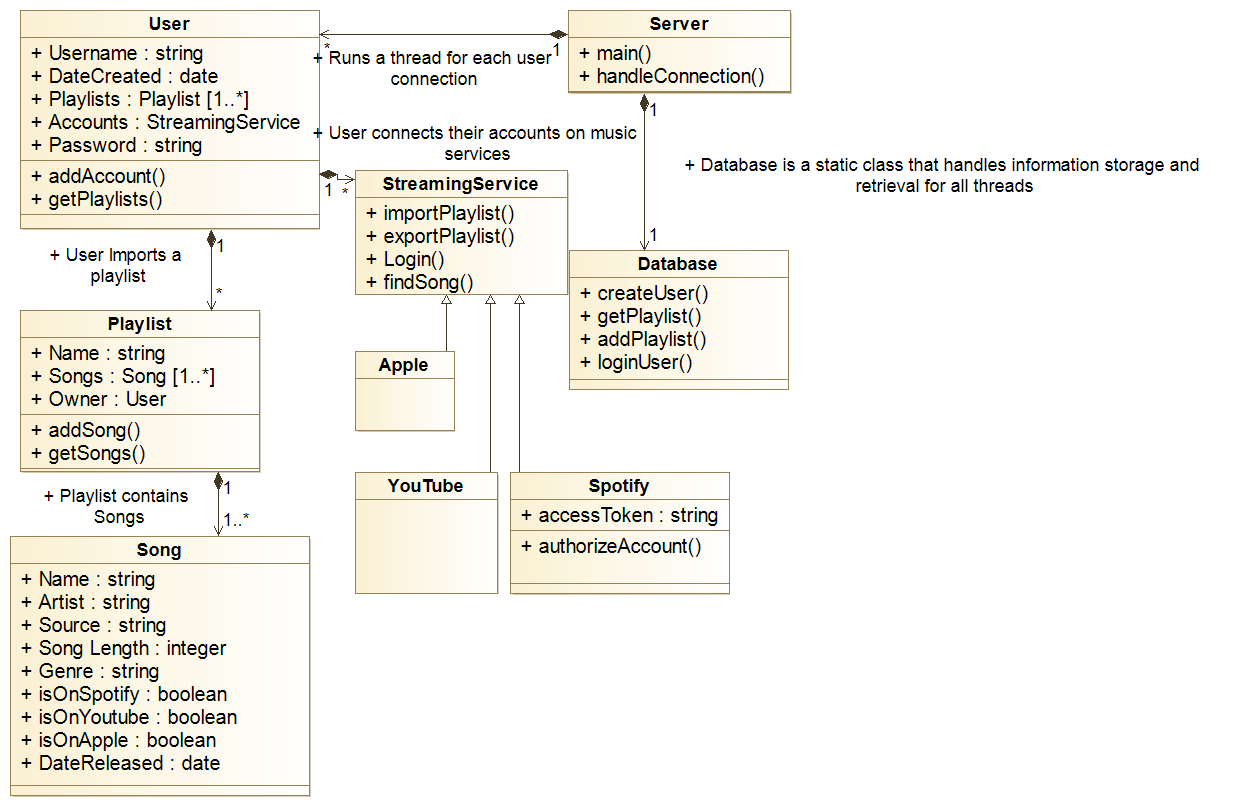 User
+ Username : string
+ DateCreated : date
+ Playlists : Playlist [1..*]
+ Accounts : StreamingService
+ Password : string
+ addAccount()
+ getPlaylists()
*
1
+ Runs a thread for each user
connection
Server
+ main()
+ handleConnection()
1
+ Database is a static class that handles information storage and
retrieval for all threads
1
+ User connects their accounts on music
services
1
*
StreamingService
+ importPlaylist()
+ exportPlaylist()
+ Login()
+ findSong()
Database
+ createUser()
+ getPlaylist()
+ addPlaylist()
+ loginUser()
1
+ User Imports a
playlist
*
Playlist
+ Name : string
+ Songs : Song [1..*]
+ Owner : User
+ addSong()
+ getSongs()
Apple
YouTube
Spotify
+ accessToken : string
+ authorizeAccount()
1
+ Playlist contains
Songs
1..*
Song
+ Name : string
+ Artist : string
+ Source : string
+ Song Length : integer
+ Genre : string
+ isOnSpotify : boolean
+ isOnYoutube : boolean
+ isOnApple : boolean
+ DateReleased : date